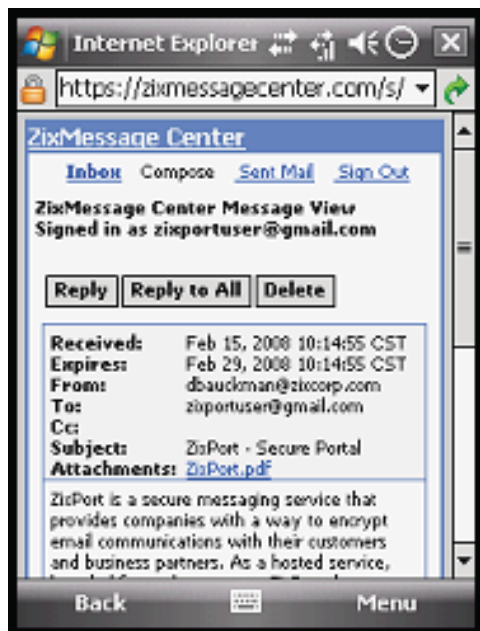 Internet Explorer
https://zixmessagecenter.com/s/
ZixMessage Center
Inbox Compose Sent Mail Sign Out
ZixMessage Center Message View
Signed in as zixportuser@gmail.com
Reply Reply to All Delete
Received: Feb 15, 2008 10:14:55 CST
Expires: Feb 29, 2008 10:14:55 CST
From: dbauckman@zixcorp.com
To: zixportuser@gmail.com
Cc:
Subject: ZixPort - Secure Portal
Attachments: ZixPort.pdf
ZixPort is a secure messaging service that
provides companies with a way to encrypt
email communications with their customers
and business partners. As a hosted service,
Back Menu